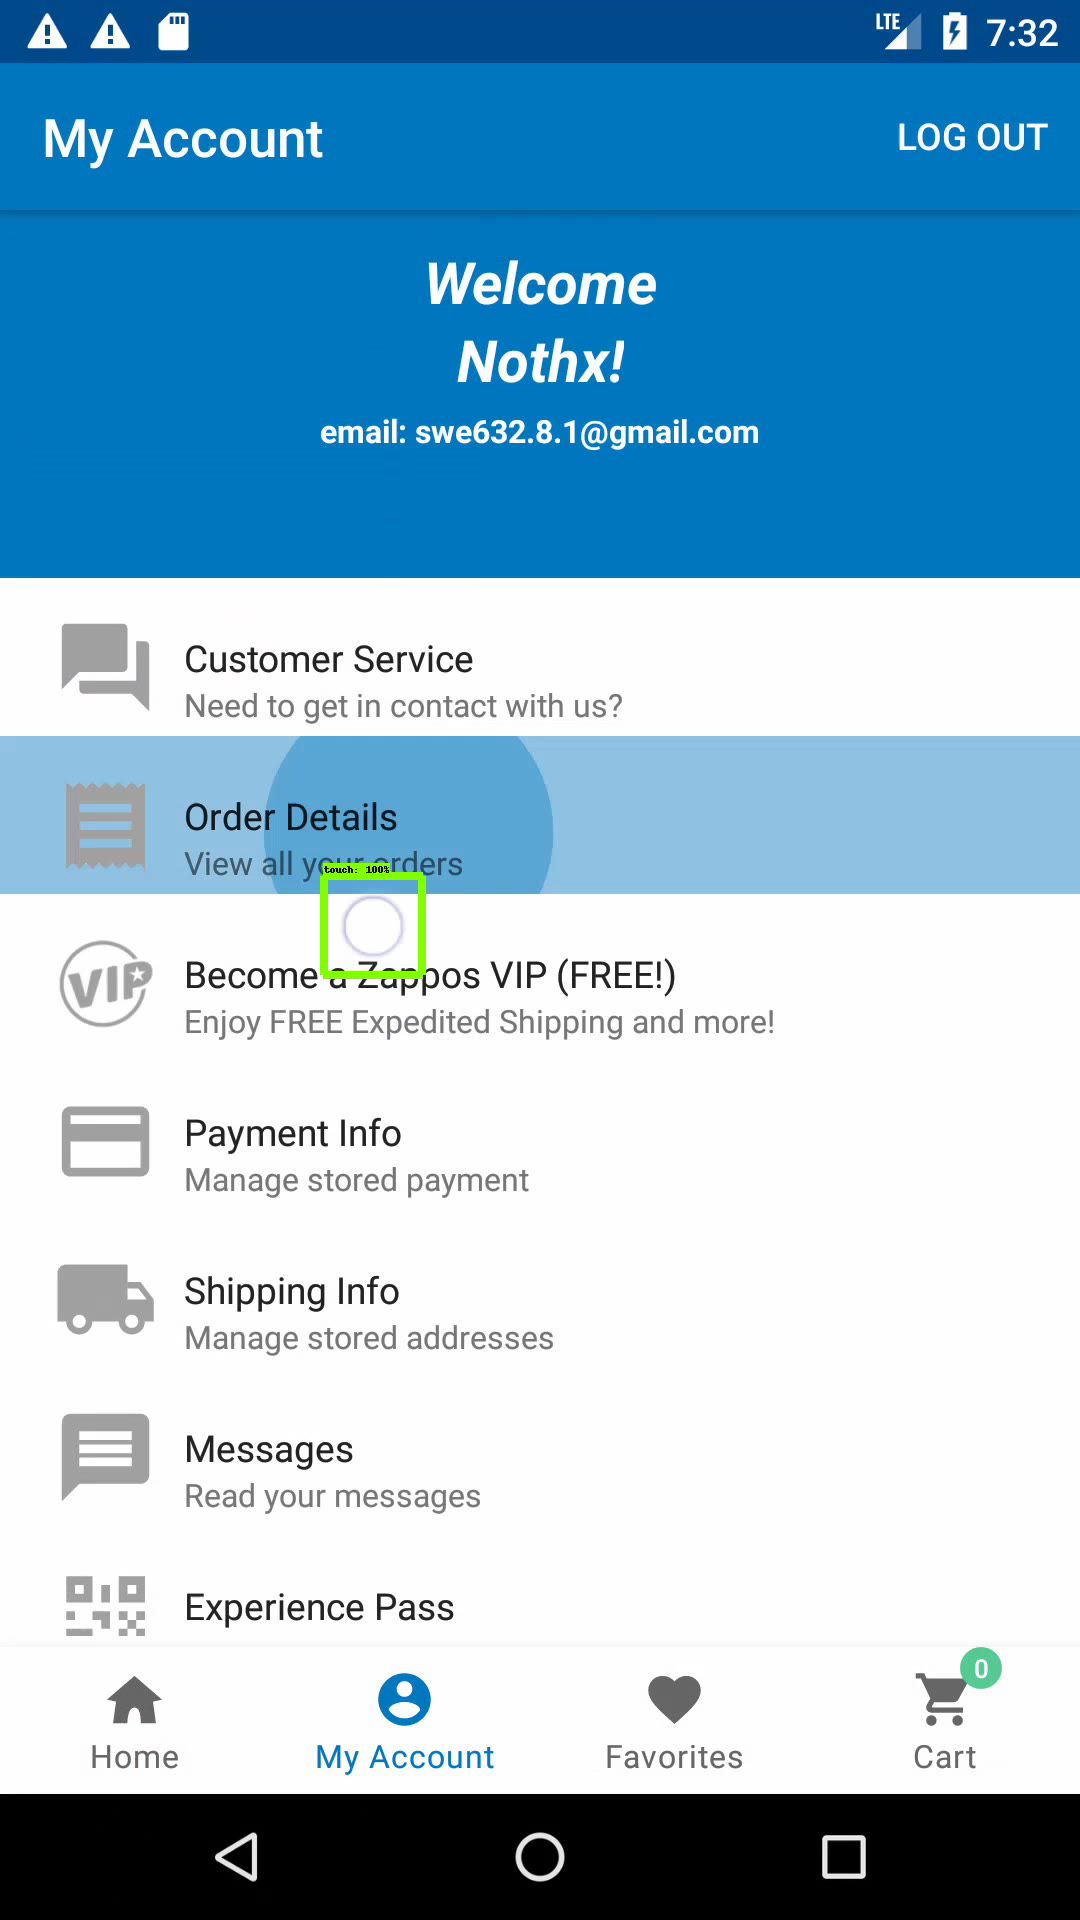 LTE 7:32
My Account LOG OUT
Welcome
Nothx!
email: swe632.8.1@gmail.com
Customer Service
Need to get in contact with us?
Order Details
View all your orders
touch: 100%
VIP
Become a Zappos VIP (FREE!)
Enjoy FREE Expedited Shipping and more!
Payment Info
Manage stored payment
Shipping Info
Manage stored addresses
Messages
Read your messages
Experience Pass
0
Home My Account Favorites Cart